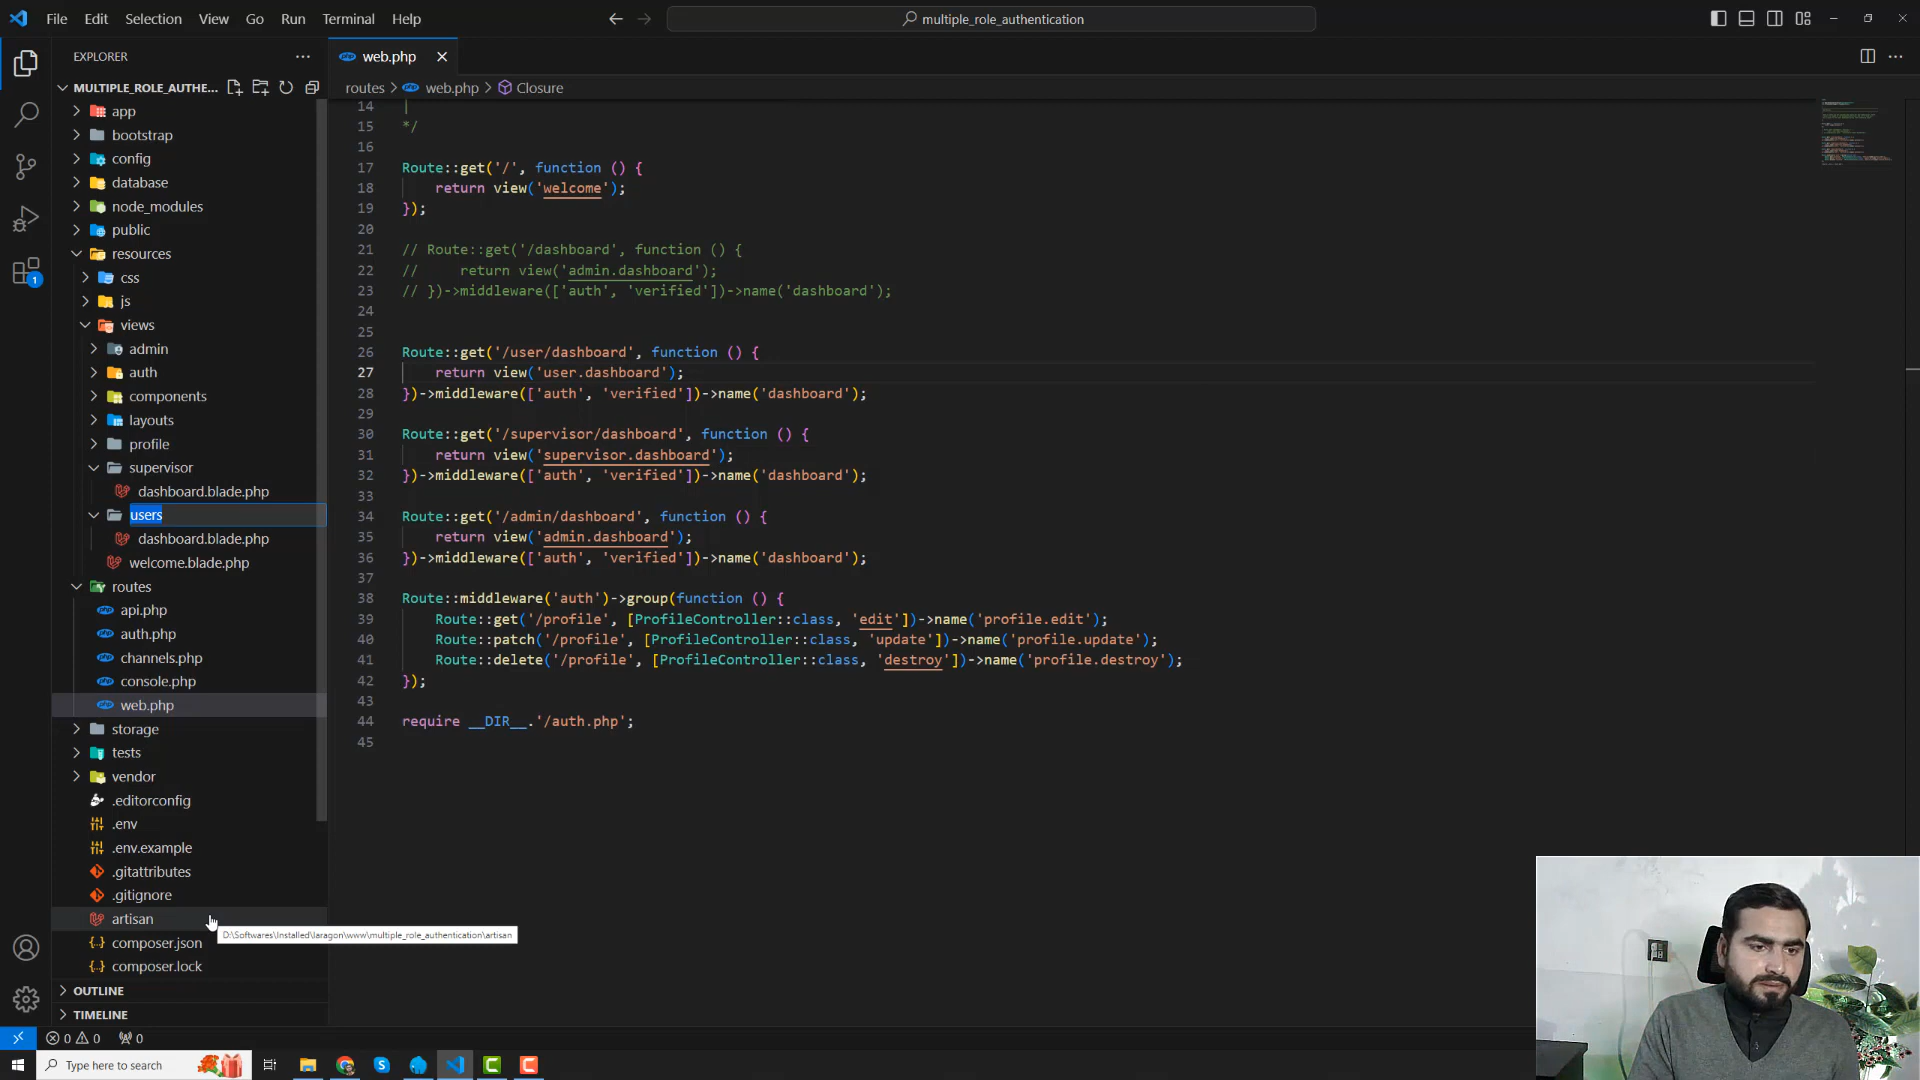 File Edit Selection View Go Run Terminal Help
multiple_role_authentication
EXPLORER
MULTIPLE_ROLE_AUTHE...
app
bootstrap
config
database
node_modules
public
resources
css
js
views
admin
auth
components
layouts
profile
supervisor
dashboard.blade.php
users
dashboard.blade.php
welcome.blade.php
routes
api.php
auth.php
channels.php
console.php
web.php
storage
tests
vendor
.editorconfig
.env
.env.example
.gitattributes
.gitignore
artisan
D:\Softwares\Installed\laragon\www\multiple_role_authentication\artisan
composer.json
composer.lock
OUTLINE
TIMELINE
1
web.php
routes > web.php > Closure
14 |
15 */
16
17 Route::get('/', function () {
18 return view('welcome');
19 });
20
21 // Route::get('/dashboard', function () {
22 // return view('admin.dashboard');
23 // })->middleware(['auth', 'verified'])->name('dashboard');
24
25
26 Route::get('/user/dashboard', function () {
27 return view('user.dashboard');
28 })->middleware(['auth', 'verified'])->name('dashboard');
29
30 Route::get('/supervisor/dashboard', function () {
31 return view('supervisor.dashboard');
32 })->middleware(['auth', 'verified'])->name('dashboard');
33
34 Route::get('/admin/dashboard', function () {
35 return view('admin.dashboard');
36 })->middleware(['auth', 'verified'])->name('dashboard');
37
38 Route::middleware('auth')->group(function () {
39 Route::get('/profile', [ProfileController::class, 'edit'])->name('profile.edit');
40 Route::patch('/profile', [ProfileController::class, 'update'])->name('profile.update');
41 Route::delete('/profile', [ProfileController::class, 'destroy'])->name('profile.destroy');
42 });
43
44 require __DIR__.'/auth.php';
45
0 0 0
Type here to search